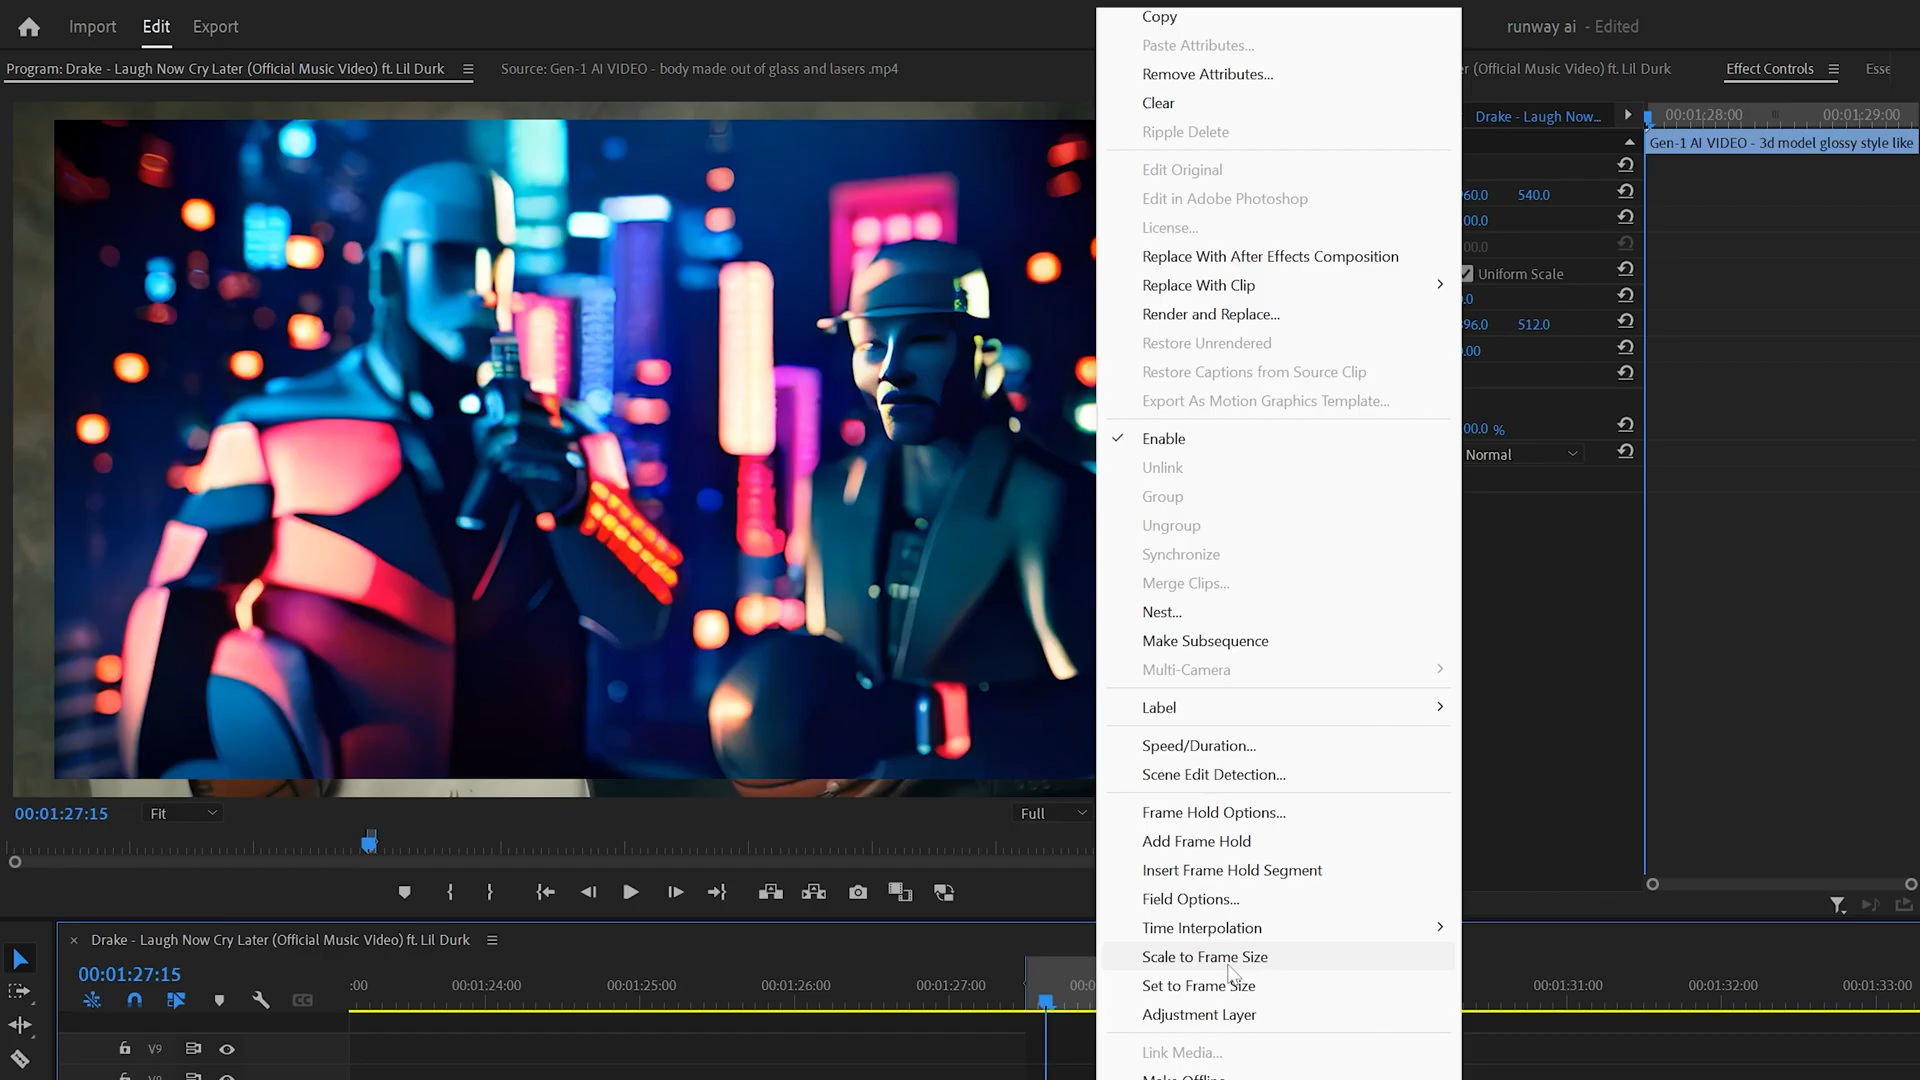 Import Edit Export
runway ai - Edited
Program: Drake - Laugh Now Cry Later (Official Music Video) ft. Lil Durk
Source: Gen-1 AI VIDEO - body made out of glass and lasers .mp4
(Official Music Video) ft. Lil Durk
Effect Controls
Copy
Paste Attributes...
Remove Attributes...
Clear
Ripple Delete
Edit Original
Edit in Adobe Photoshop
License...
Replace With After Effects Composition
Replace With Clip
Render and Replace...
Restore Unrendered
Restore Captions from Source Clip
Export As Motion Graphics Template...
Enable
Unlink
Group
Ungroup
Synchronize
Merge Clips...
Nest...
Make Subsequence
Multi-Camera
Label
Speed/Duration...
Scene Edit Detection...
Frame Hold Options...
Add Frame Hold
Insert Frame Hold Segment
Field Options...
Time Interpolation
Scale to Frame Size
Set to Frame Size
Adjustment Layer
Link Media...
Drake - Laugh Now...
00:01:28:00 00:01:29:00
Gen-1 AI VIDEO - 3d model glossy style like
540.0
Uniform Scale
512.0
%
Normal
00:01:27:15
Fit
Full
Drake - Laugh Now Cry Later (Official Music Video) ft. Lil Durk
00:01:27:15
:00 00:01:24:00 00:01:25:00 00:01:26:00 00:01:27:00 00:01:31:00 00:01:32:00 00:01:33:00
V9